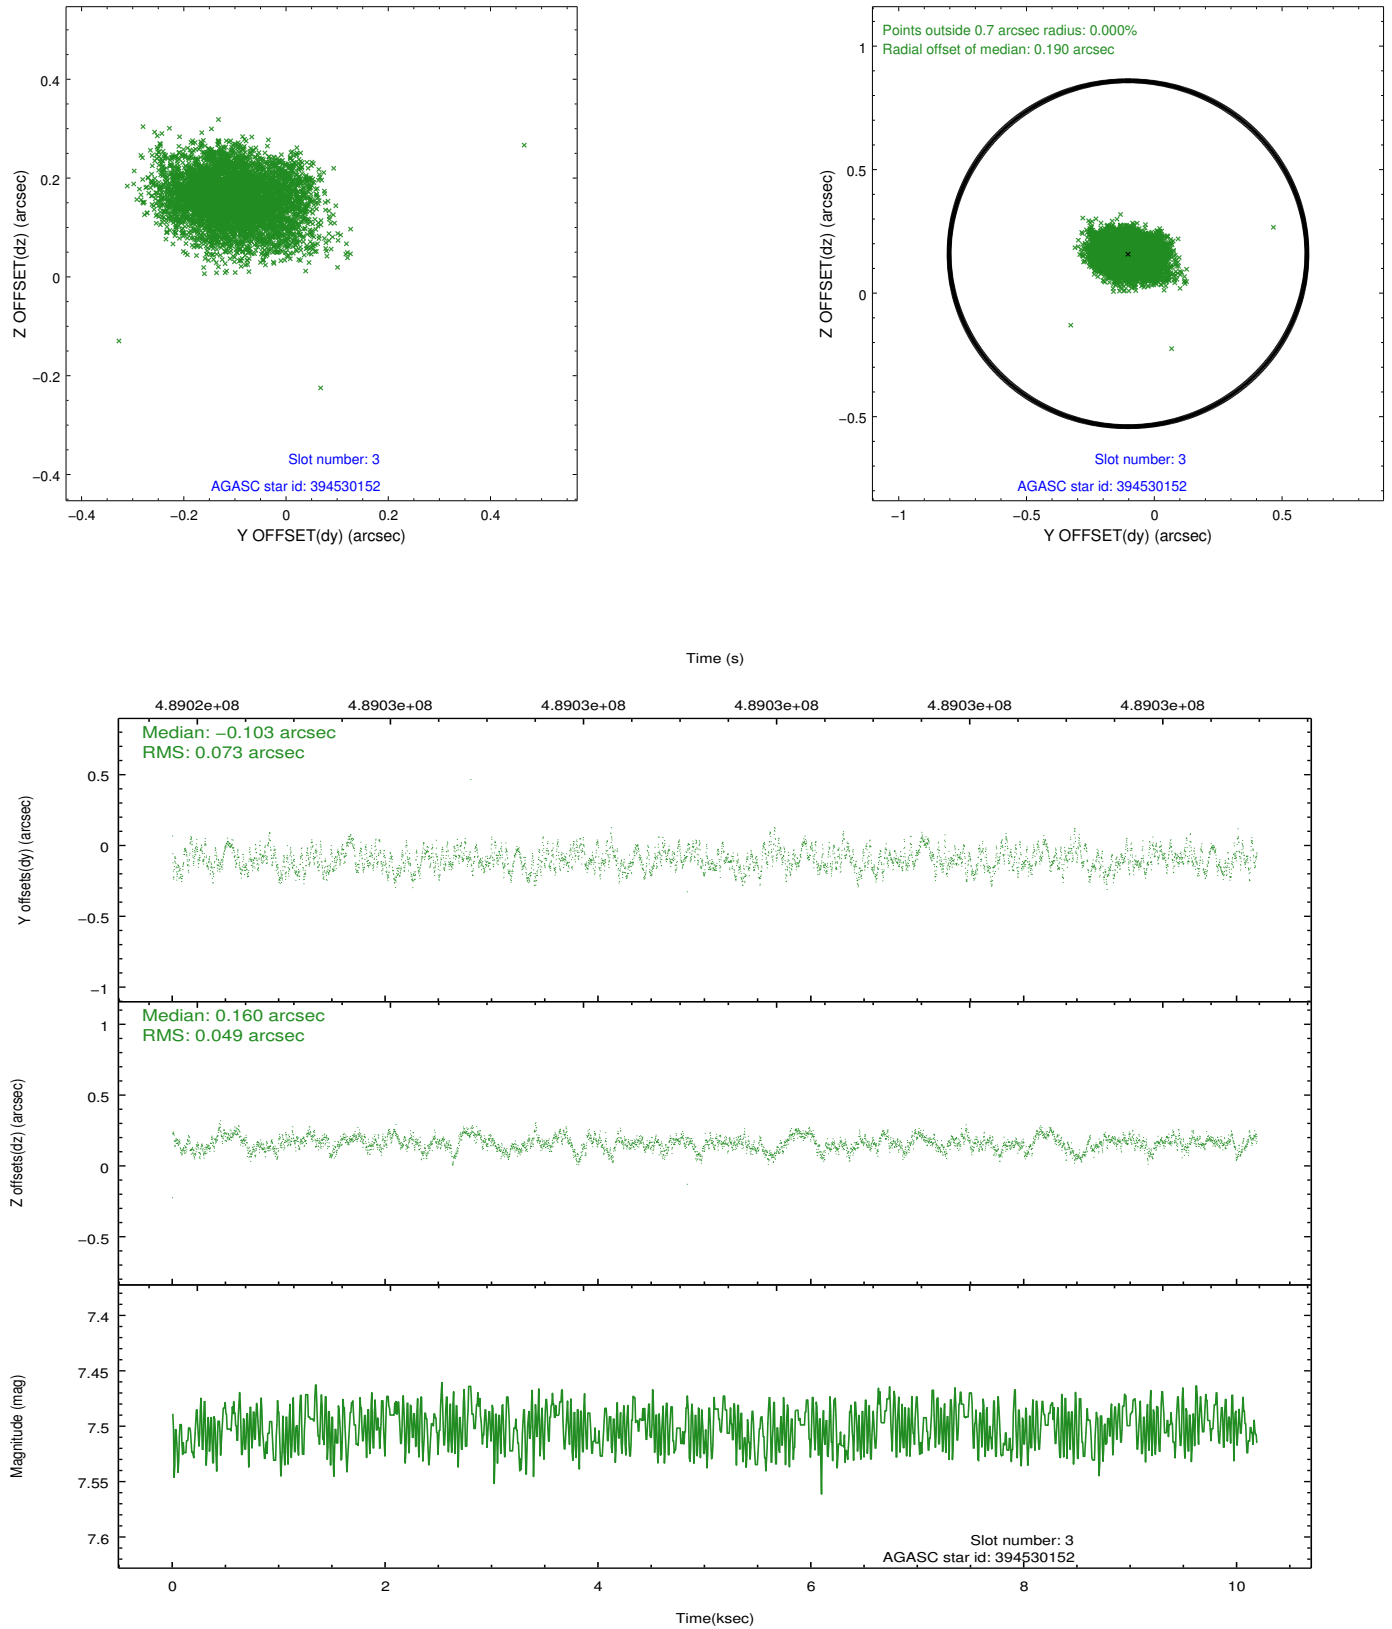 0.4
0.2
0
−0.2
−0.4
−0.4
−0.2
0
0.2
0.4
Z OFFSET(dz) (arcsec)
Y OFFSET(dy) (arcsec)
Slot number: 3
AGASC star id: 394530152
Points outside 0.7 arcsec radius: 0.000%
Radial offset of median: 0.190 arcsec
1
0.5
0
−0.5
−1
−0.5
0
0.5
Z OFFSET(dz) (arcsec)
Y OFFSET(dy) (arcsec)
Slot number: 3
AGASC star id: 394530152
Time (s)
4.8902e+08 4.8903e+08 4.8903e+08 4.8903e+08 4.8903e+08 4.8903e+08
Median: −0.103 arcsec
RMS: 0.073 arcsec
0.5
0
−0.5
−1
Y offsets(dy) (arcsec)
Median: 0.160 arcsec
RMS: 0.049 arcsec
1
0.5
0
−0.5
Z offsets(dz) (arcsec)
7.4
7.45
7.5
7.55
7.6
Magnitude (mag)
Slot number: 3
AGASC star id: 394530152
0 2 4 6 8 10
Time(ksec)